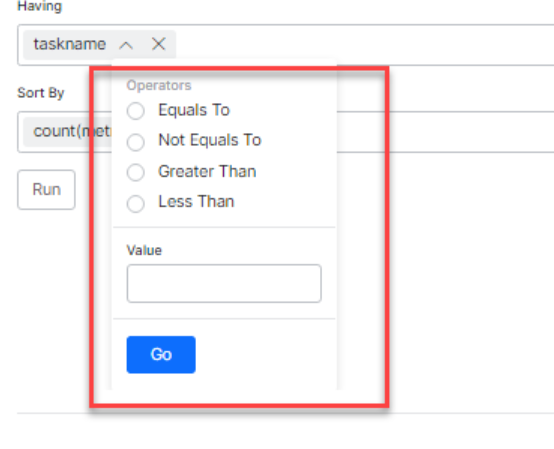 Having
taskname
Operators
Sort By
Equals To
count(met
Not Equals To
Greater Than
Run
Less Than
Value
Go